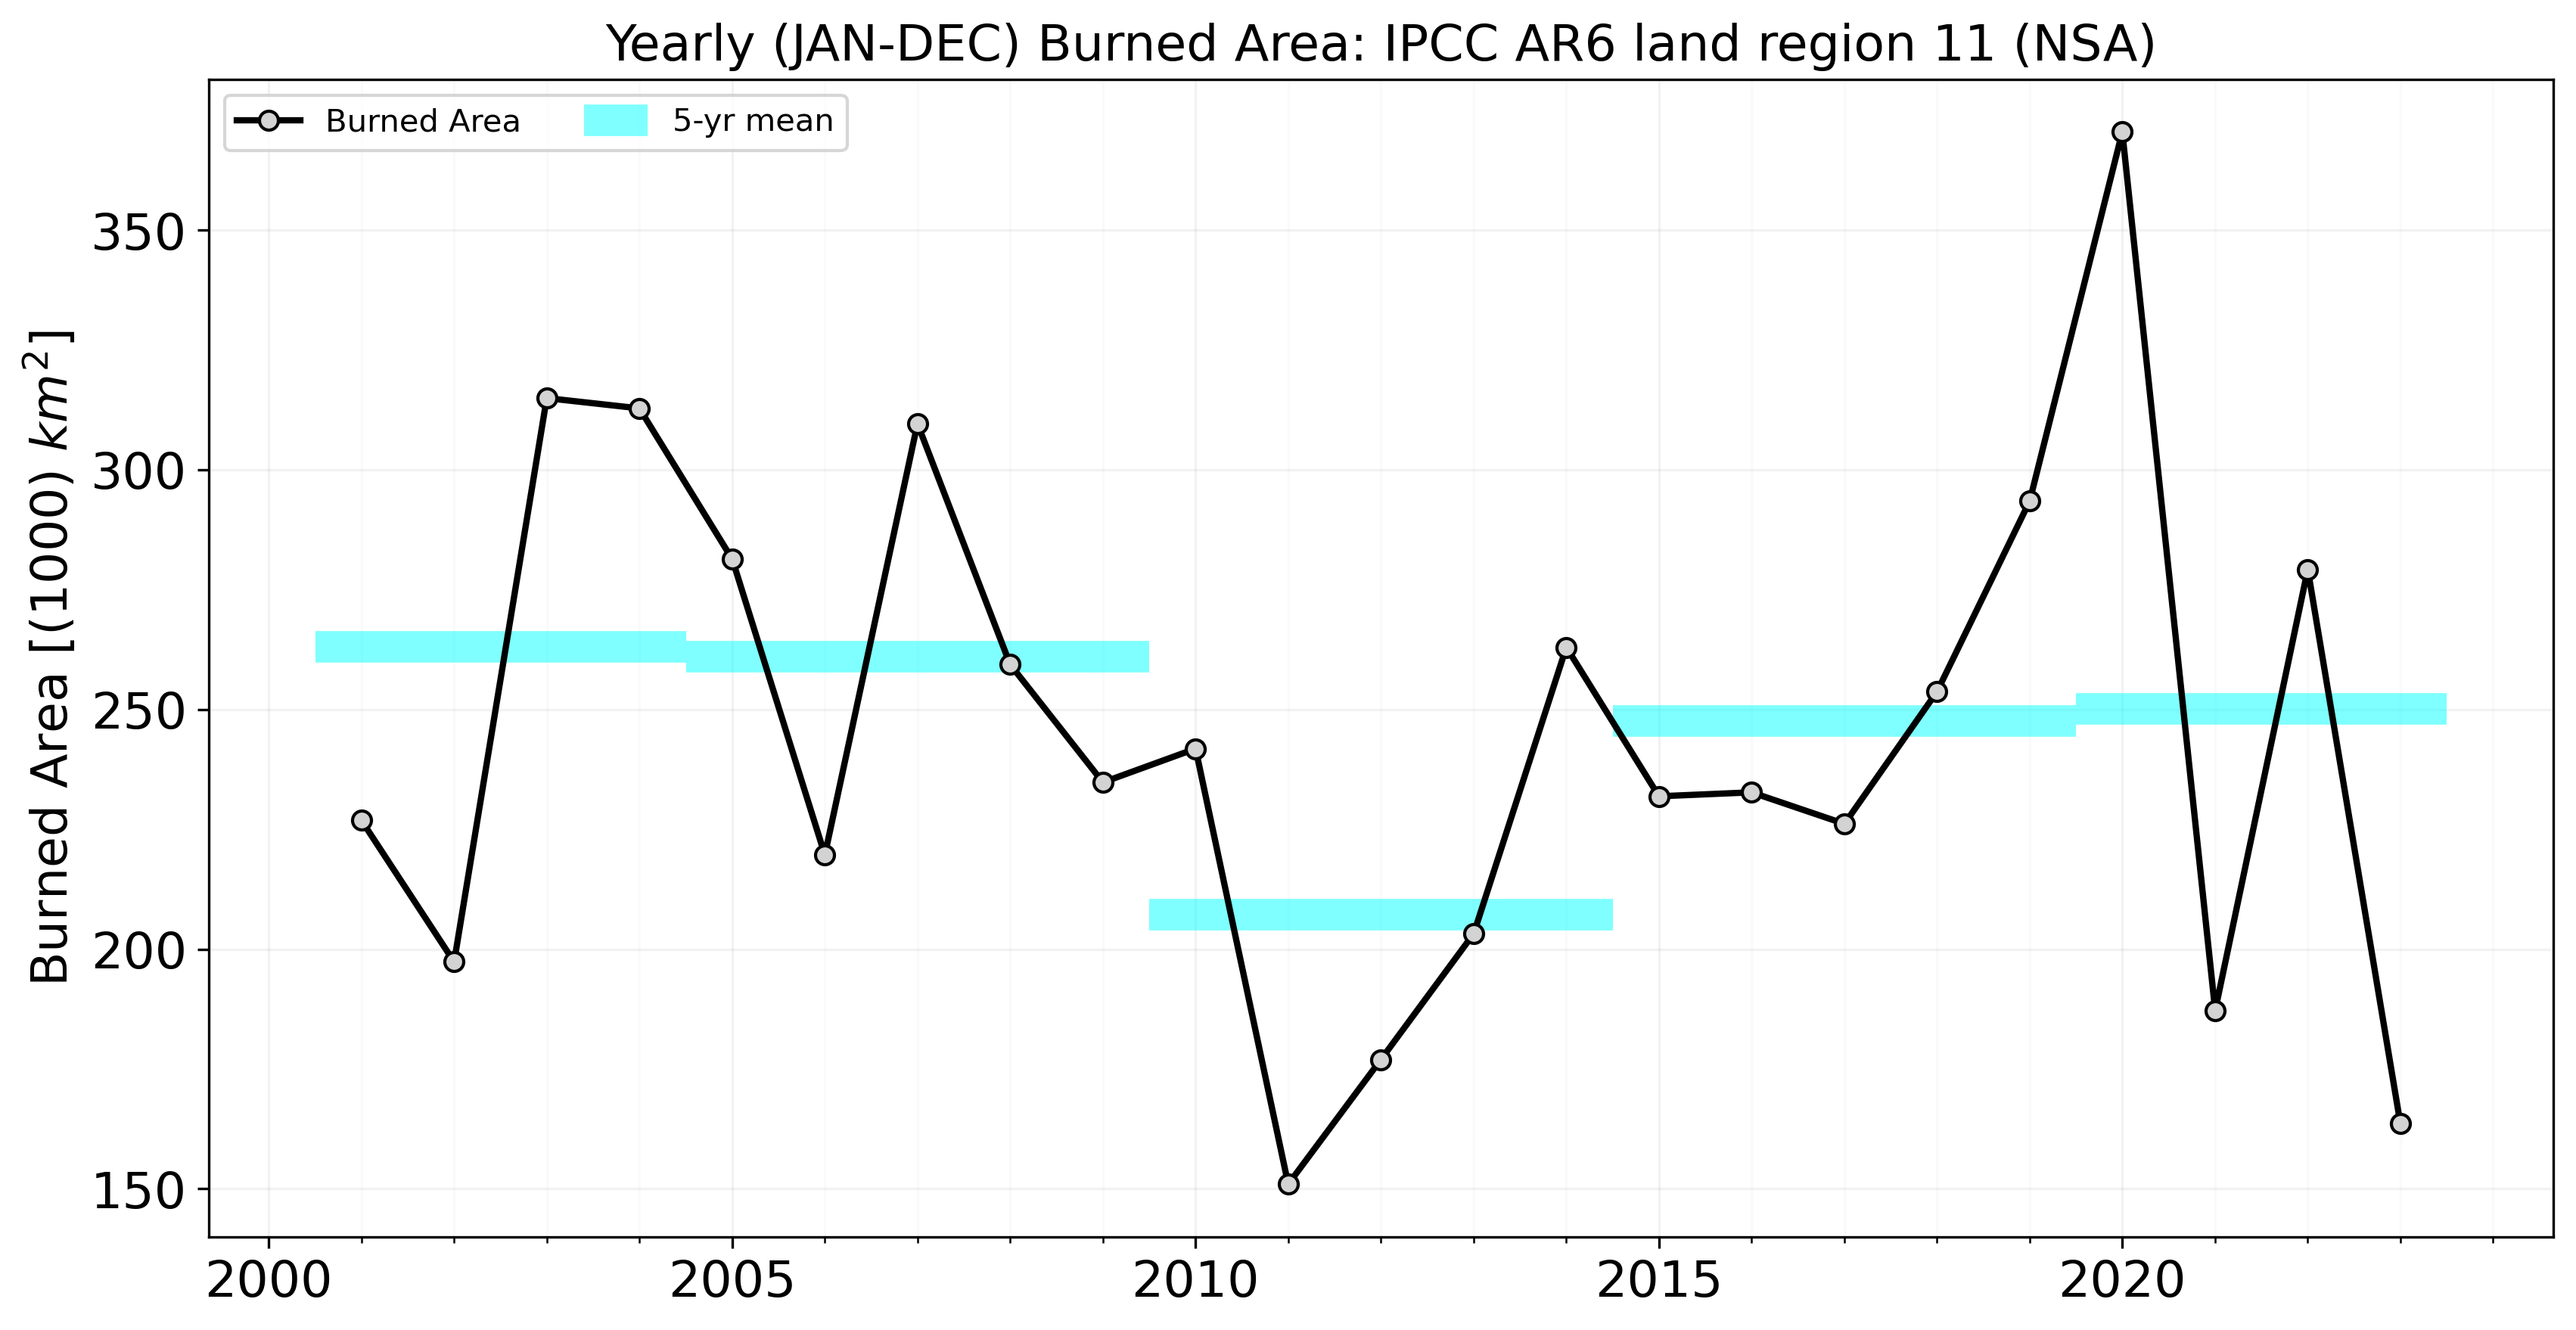 Yearly (JAN-DEC) Burned Area: IPCC AR6 land region 11 (NSA)
Burned Area
5-yr mean
Burned Area [(1000) km²]
350
300
250
200
150
2000
2005
2010
2015
2020